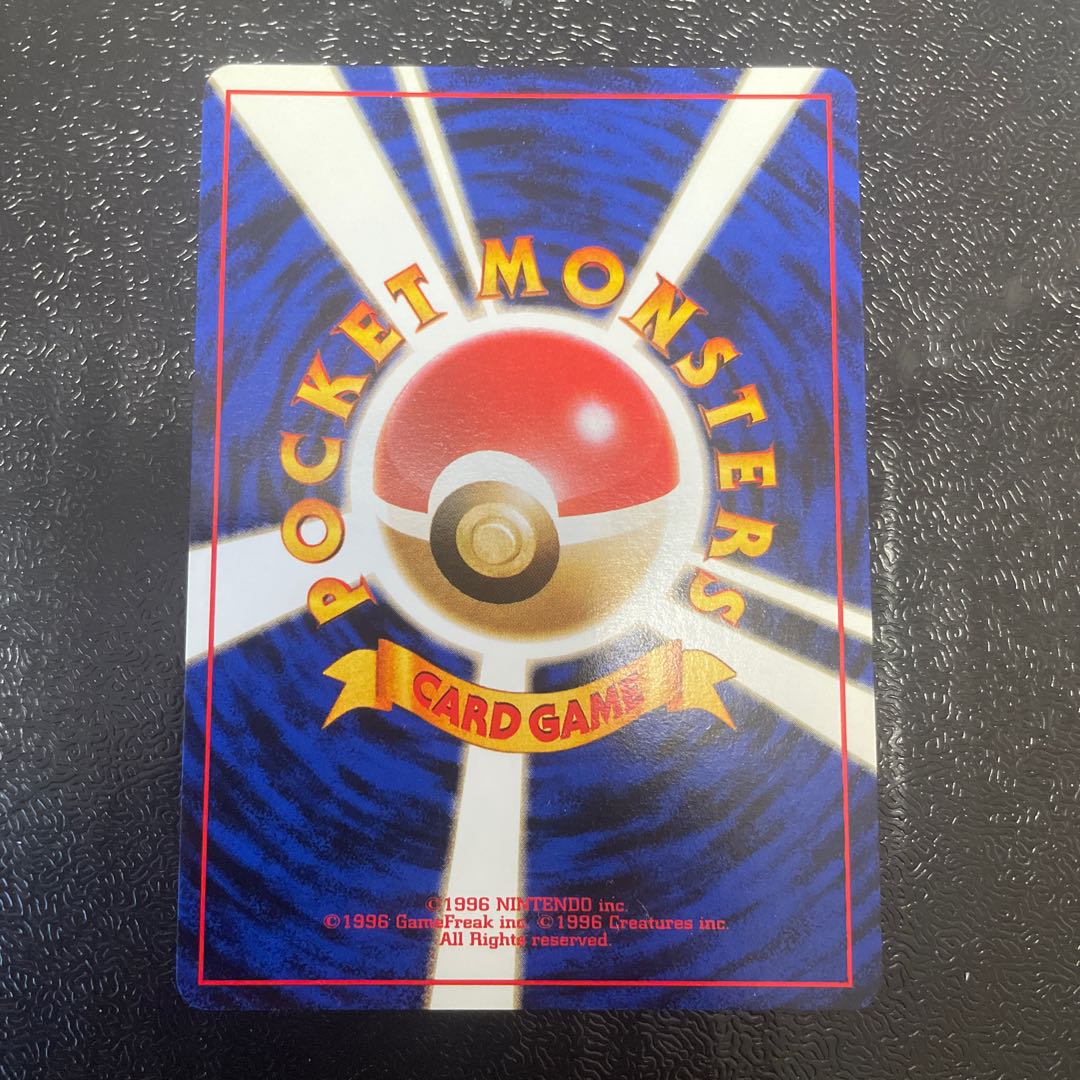 POCKET MONSTERS
CARD GAME
©1996 NINTENDO inc.
©1996 GameFreak inc. ©1996 Creatures inc.
All Rights reserved.